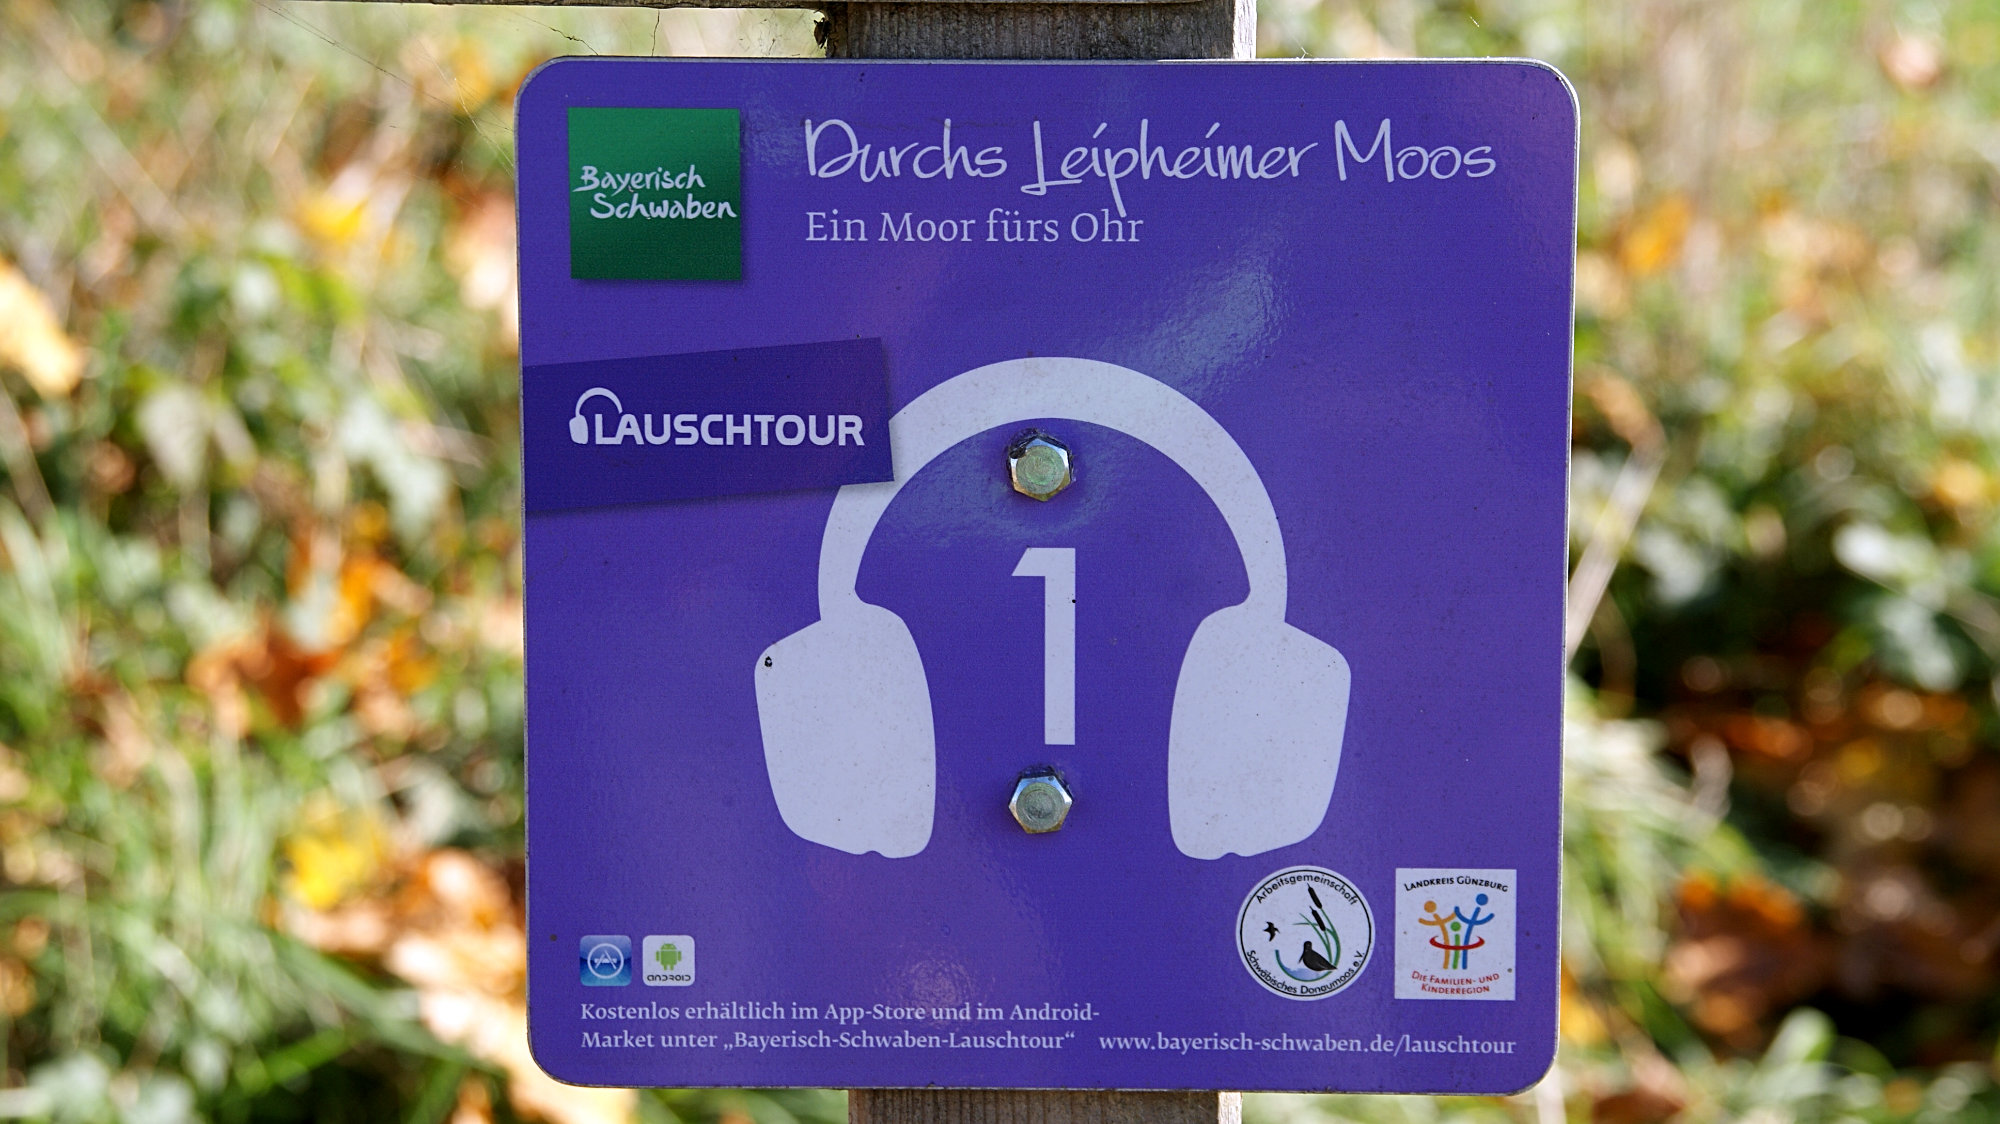 Bayerisch
Schwaben
Durchs Leipheimer Moos
Ein Moor fürs Ohr
LAUSCHTOUR
1
Arbeitsgemeinschaft
Schwäbisches Donaumoos e.V.
LANDKREIS GÜNZBURG
DIE FAMILIEN- UND
KINDERREGION
ANDROID
Kostenlos erhältlich im App-Store und im Android-
Market unter „Bayerisch-Schwaben-Lauschtour“
www.bayerisch-schwaben.de/lauschtour